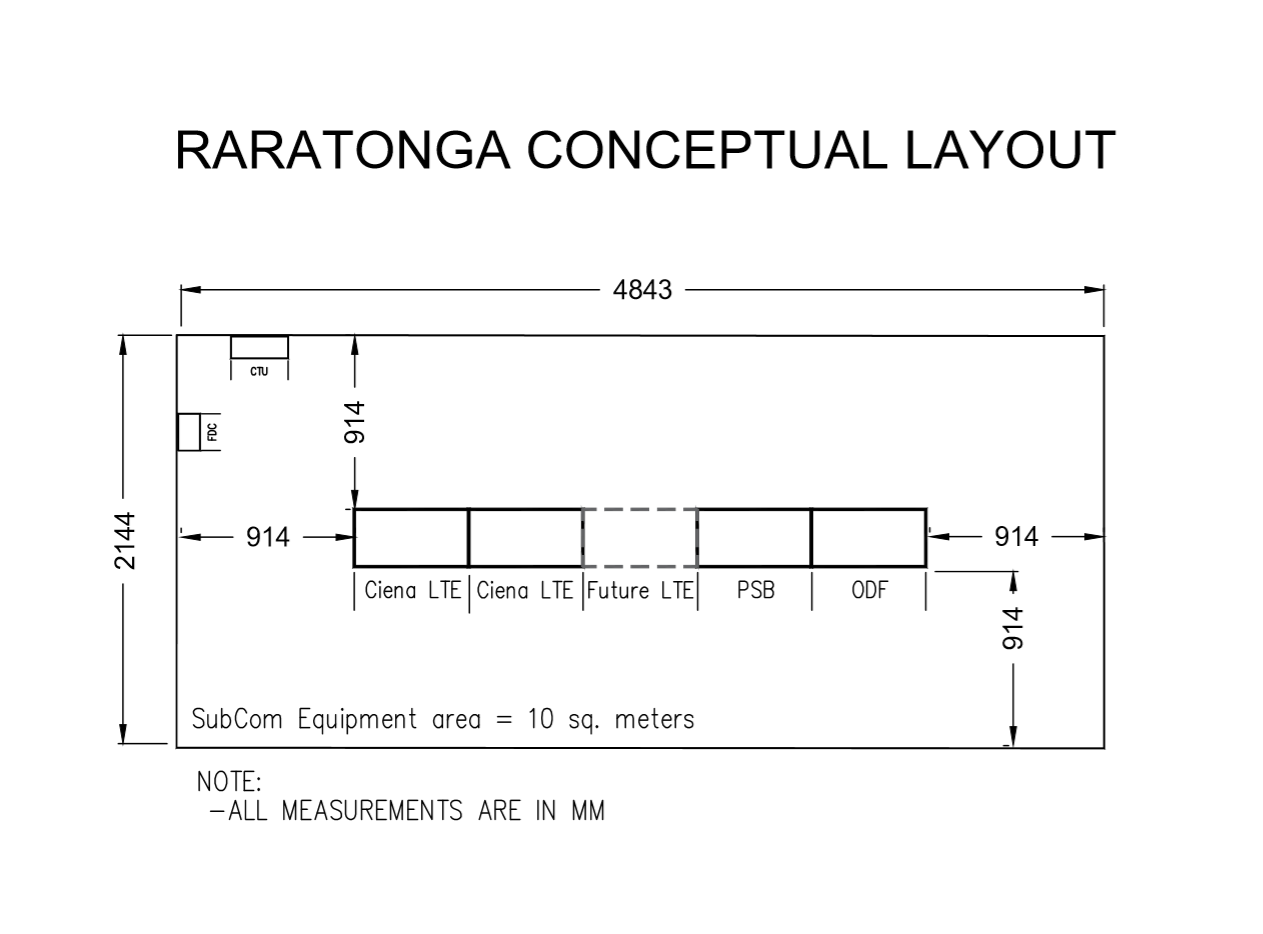 RARATONGA CONCEPTUAL LAYOUT
4843
CTU
FDC
914
2144
914
914
Ciena LTE
Ciena LTE
Future LTE
PSB
ODF
914
SubCom Equipment area = 10 sq. meters
NOTE:
-ALL MEASUREMENTS ARE IN MM